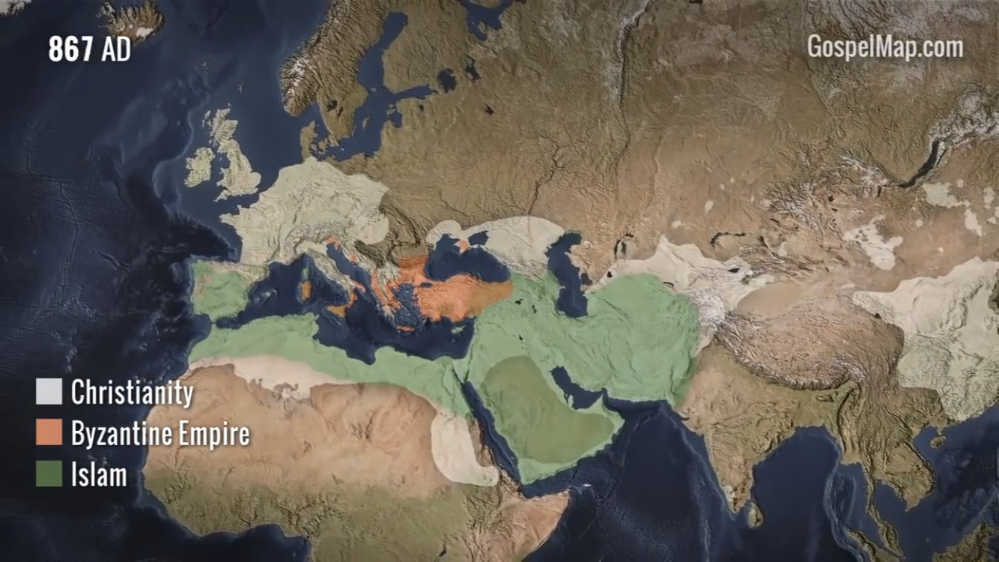 867 AD
GospelMap.com
Christianity
Byzantine Empire
Islam